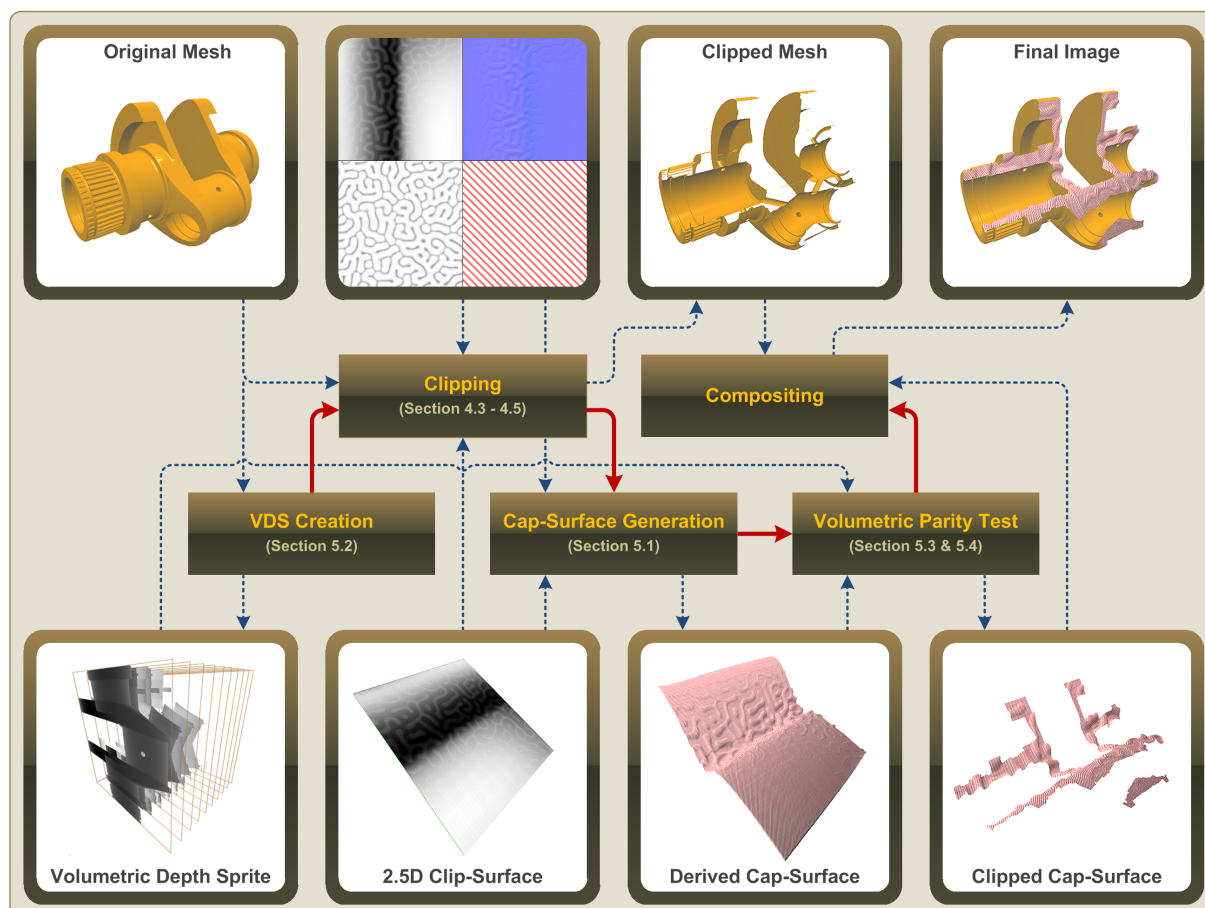 Original Mesh
Clipped Mesh
Final Image
Clipping
(Section 4.3 - 4.5)
Compositing
VDS Creation
(Section 5.2)
Cap-Surface Generation
(Section 5.1)
Volumetric Parity Test
(Section 5.3 & 5.4)
Volumetric Depth Sprite
2.5D Clip-Surface
Derived Cap-Surface
Clipped Cap-Surface